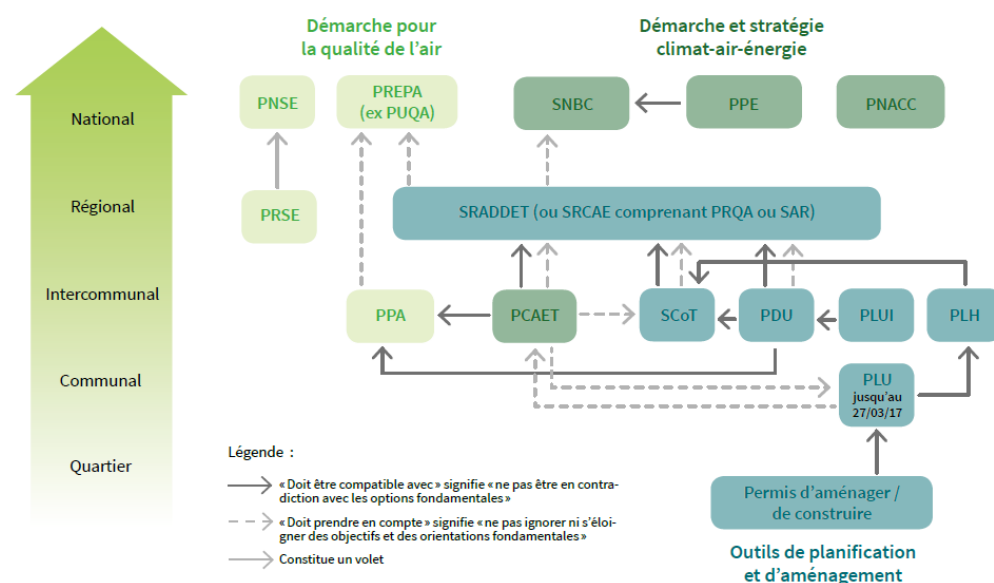 Démarche pour
la qualité de l’air
Démarche et stratégie
climat-air-énergie
National
PNSE
PREPA
(ex PUQA)
SNBC
PPE
PNACC
Régional
PRSE
SRADDET (ou SRCAE comprenant PRQA ou SAR)
Intercommunal
PPA
PCAET
SCoT
PDU
PLUI
PLH
Communal
PLU
jusqu’au
27/03/17
Quartier
Légende :
« Doit être compatible avec » signifie « ne pas être en contra-
diction avec les options fondamentales »
« Doit prendre en compte » signifie « ne pas ignorer ni s’éloi-
gner des objectifs et des orientations fondamentales »
Constitue un volet
Permis d’aménager /
de construire
Outils de planification
et d’aménagement